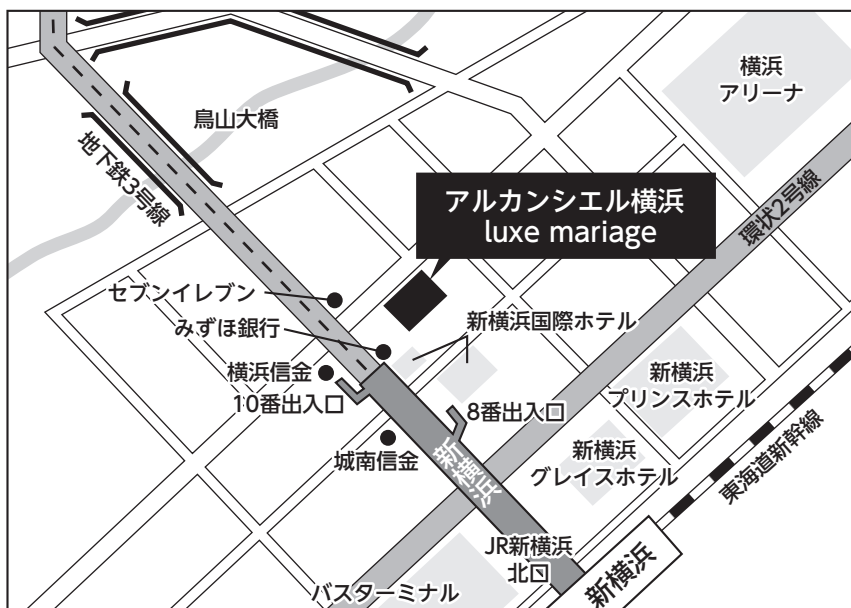 横浜
アリーナ
鳥山大橋
地下鉄3号線
アルカンシエル横浜
luxe mariage
環状2号線
セブンイレブン
みずほ銀行
新横浜国際ホテル
横浜信金
10番出入口
8番出入口
新横浜
プリンスホテル
城南信金
新横浜
新横浜
グレイスホテル
東海道新幹線
JR新横浜
北口
新横浜
バスターミナル